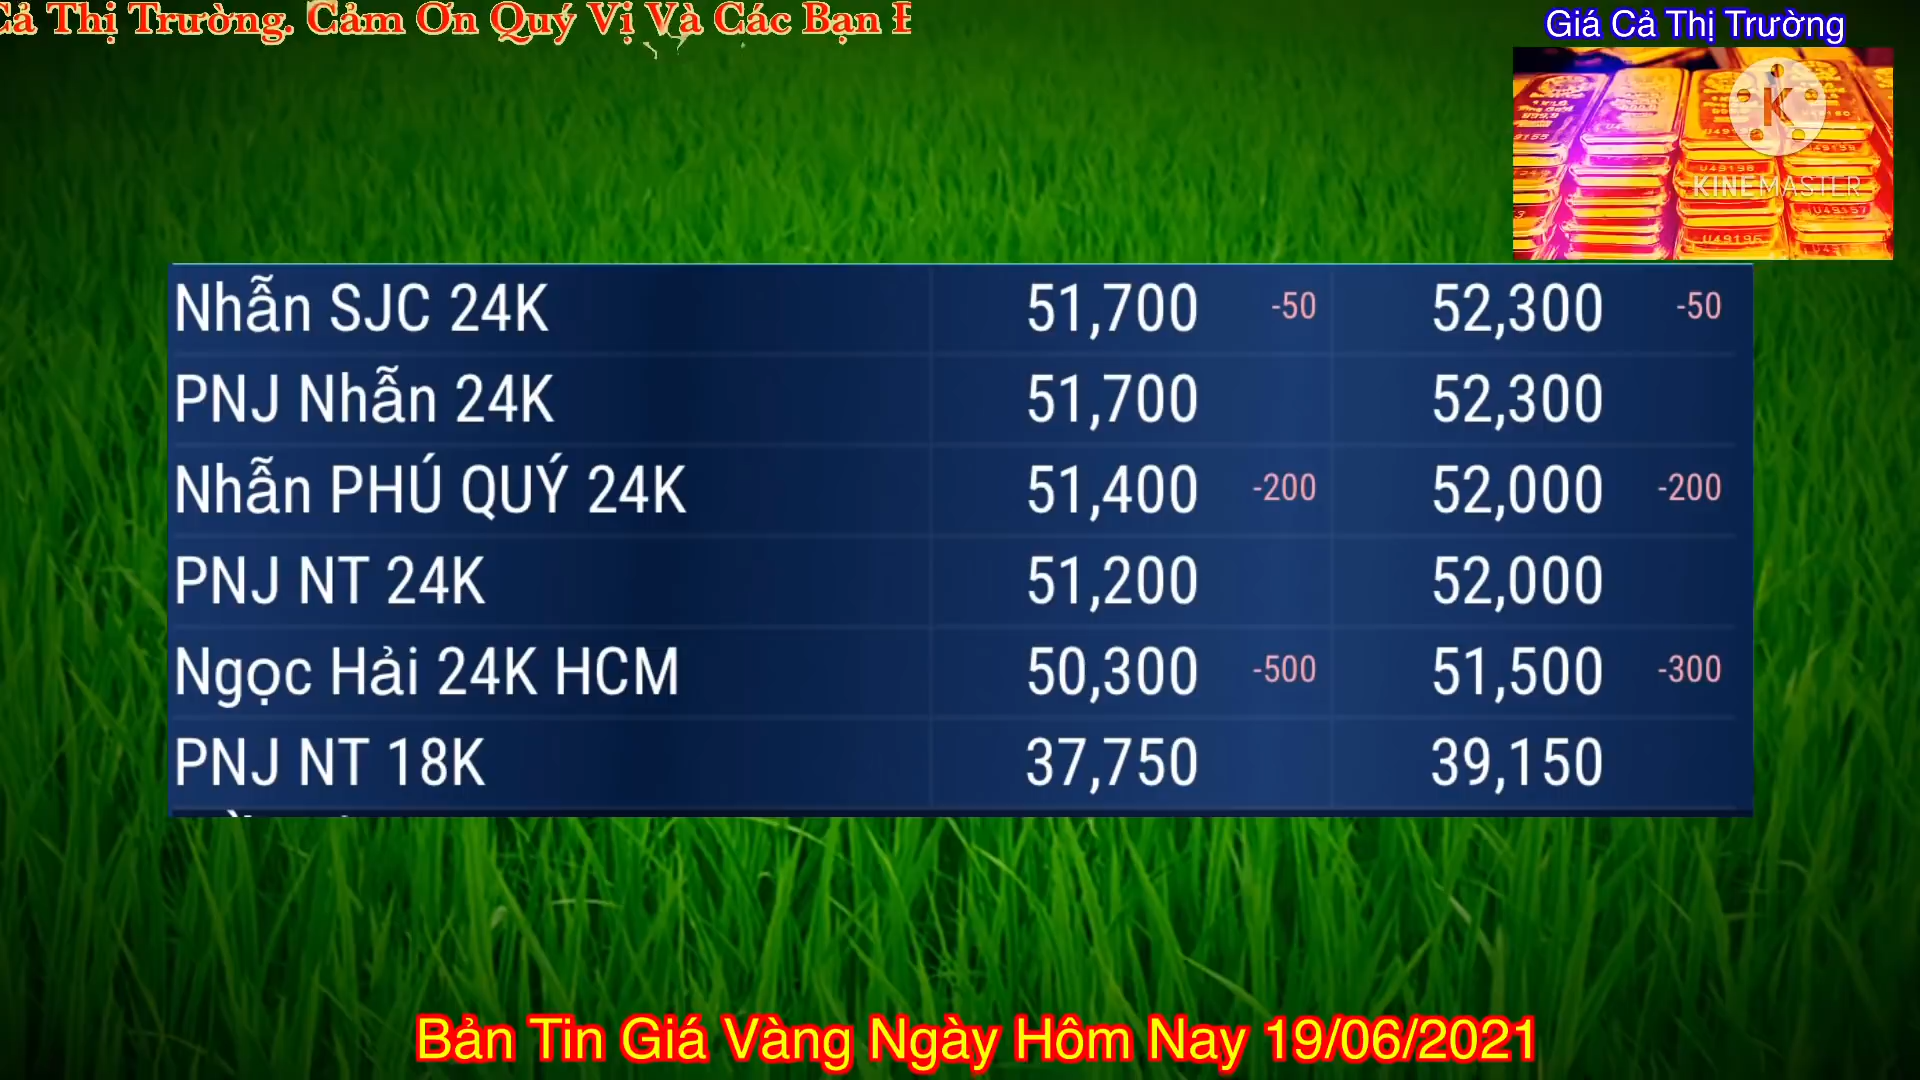 Cả Thị Trường. Cảm Ơn Quý Vị Và Các Bạn
Giá Cả Thị Trường
KINEMASTER
Nhẫn SJC 24K 51,700 -50 52,300 -50
PNJ Nhẫn 24K 51,700 52,300
Nhẫn PHÚ QUÝ 24K 51,400 -200 52,000 -200
PNJ NT 24K 51,200 52,000
Ngọc Hải 24K HCM 50,300 -500 51,500 -300
PNJ NT 18K 37,750 39,150
Bản Tin Giá Vàng Ngày Hôm Nay 19/06/2021